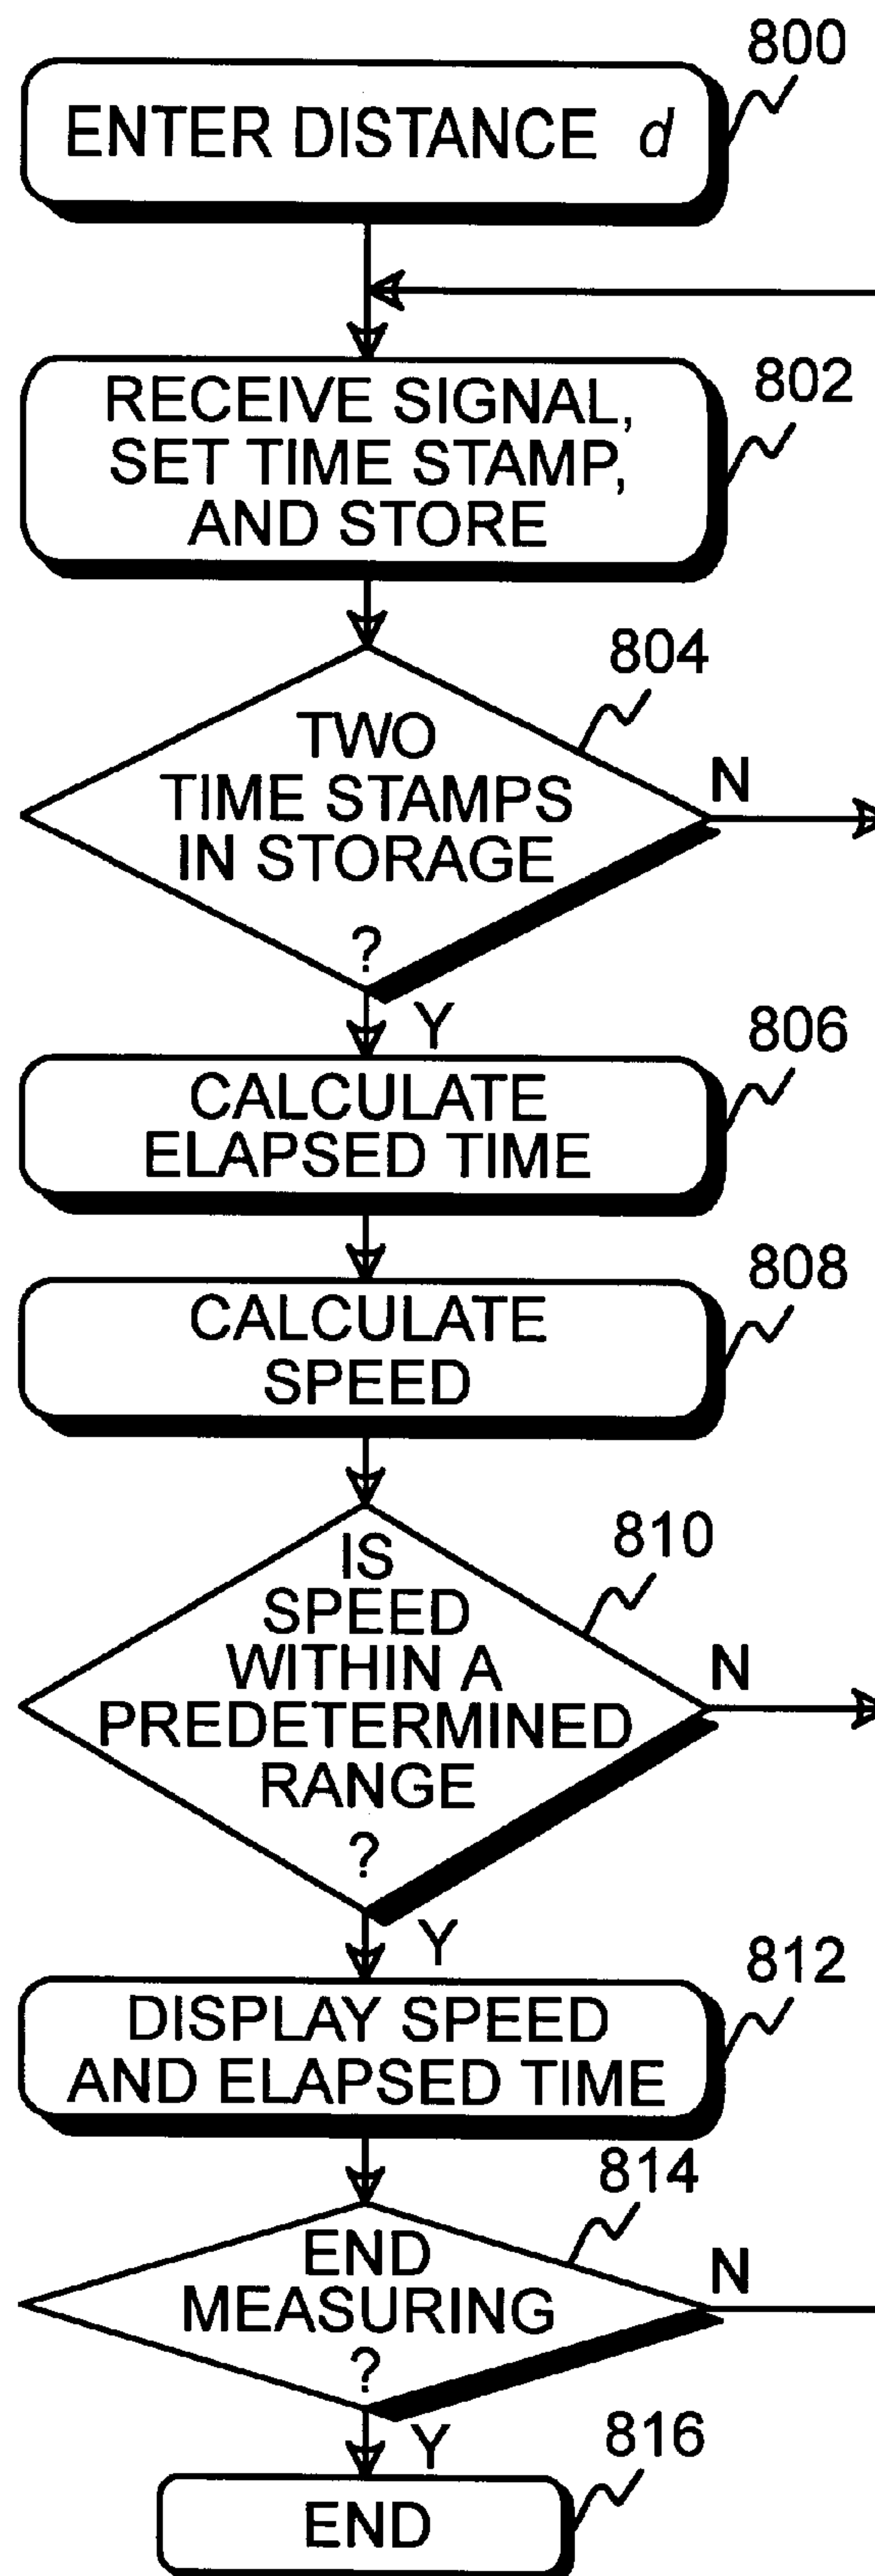 800
ENTER DISTANCE d
802
RECEIVE SIGNAL,
SET TIME STAMP,
AND STORE
804
TWO
TIME STAMPS
IN STORAGE
?
N
Y
806
CALCULATE
ELAPSED TIME
808
CALCULATE
SPEED
810
IS
SPEED
WITHIN A
PREDETERMINED
RANGE
?
N
Y
812
DISPLAY SPEED
AND ELAPSED TIME
814
END
MEASURING
?
N
Y
816
END